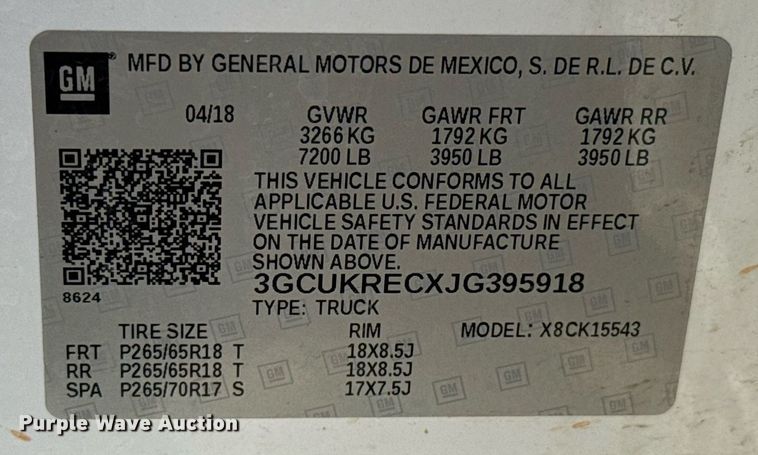 GM
MFD BY GENERAL MOTORS DE MEXICO, S. DE R.L. DE C.V.
04/18 GVWR GAWR FRT GAWR RR
3266 KG 1792 KG 1792 KG
7200 LB 3950 LB 3950 LB
THIS VEHICLE CONFORMS TO ALL
APPLICABLE U.S. FEDERAL MOTOR
VEHICLE SAFETY STANDARDS IN EFFECT
ON THE DATE OF MANUFACTURE
SHOWN ABOVE.
8624
3GCUKRECXJG395918
TYPE: TRUCK
TIRE SIZE RIM MODEL: X8CK15543
FRT P265/65R18 T 18X8.5J
RR P265/65R18 T 18X8.5J
SPA P265/70R17 S 17X7.5J
Purple Wave Auction